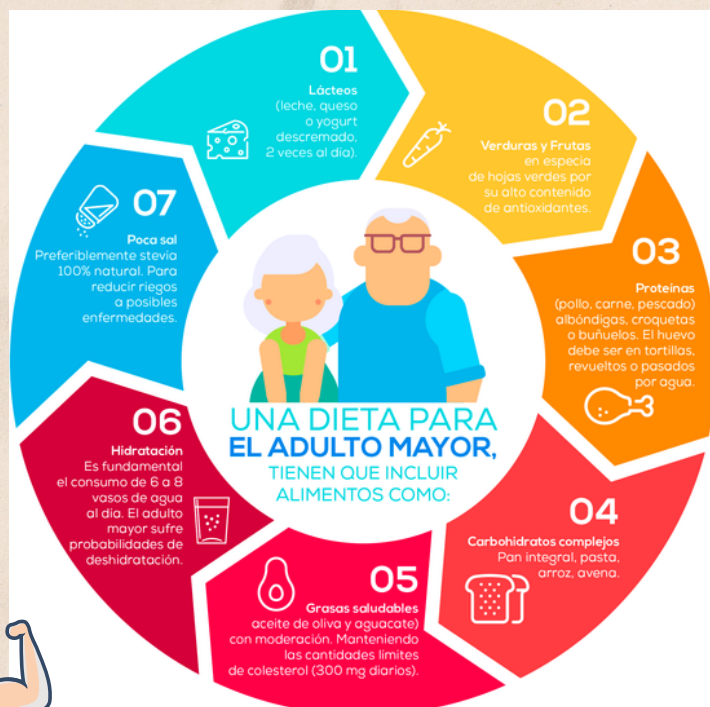 UNA DIETA PARA
EL ADULTO MAYOR,
TIENEN QUE INCLUIR
ALIMENTOS COMO:
01
Lácteos
(leche, queso
o yogurt
descremado,
2 veces al día).
02
Verduras y Frutas
en especia
de hojas verdes por
su alto contenido
de antioxidantes.
03
Proteínas
(pollo, carne, pescado)
albóndigas, croquetas
o buñuelos. El huevo
debe ser en tortillas,
revueltos o pasados
por agua.
04
Carbohidratos complejos
Pan integral, pasta,
arroz, avena.
05
Grasas saludables
aceite de oliva y aguacate)
con moderación. Manteniendo
las cantidades limites
de colesterol (300 mg diarios).
06
Hidratación
Es fundamental
el consumo de 6 a 8
vasos de agua
al día. El adulto
mayor sufre
probabilidades de
deshidratación.
07
Poca sal
Preferiblemente stevia
100% natural. Para
reducir riegos
a posibles
enfermedades.